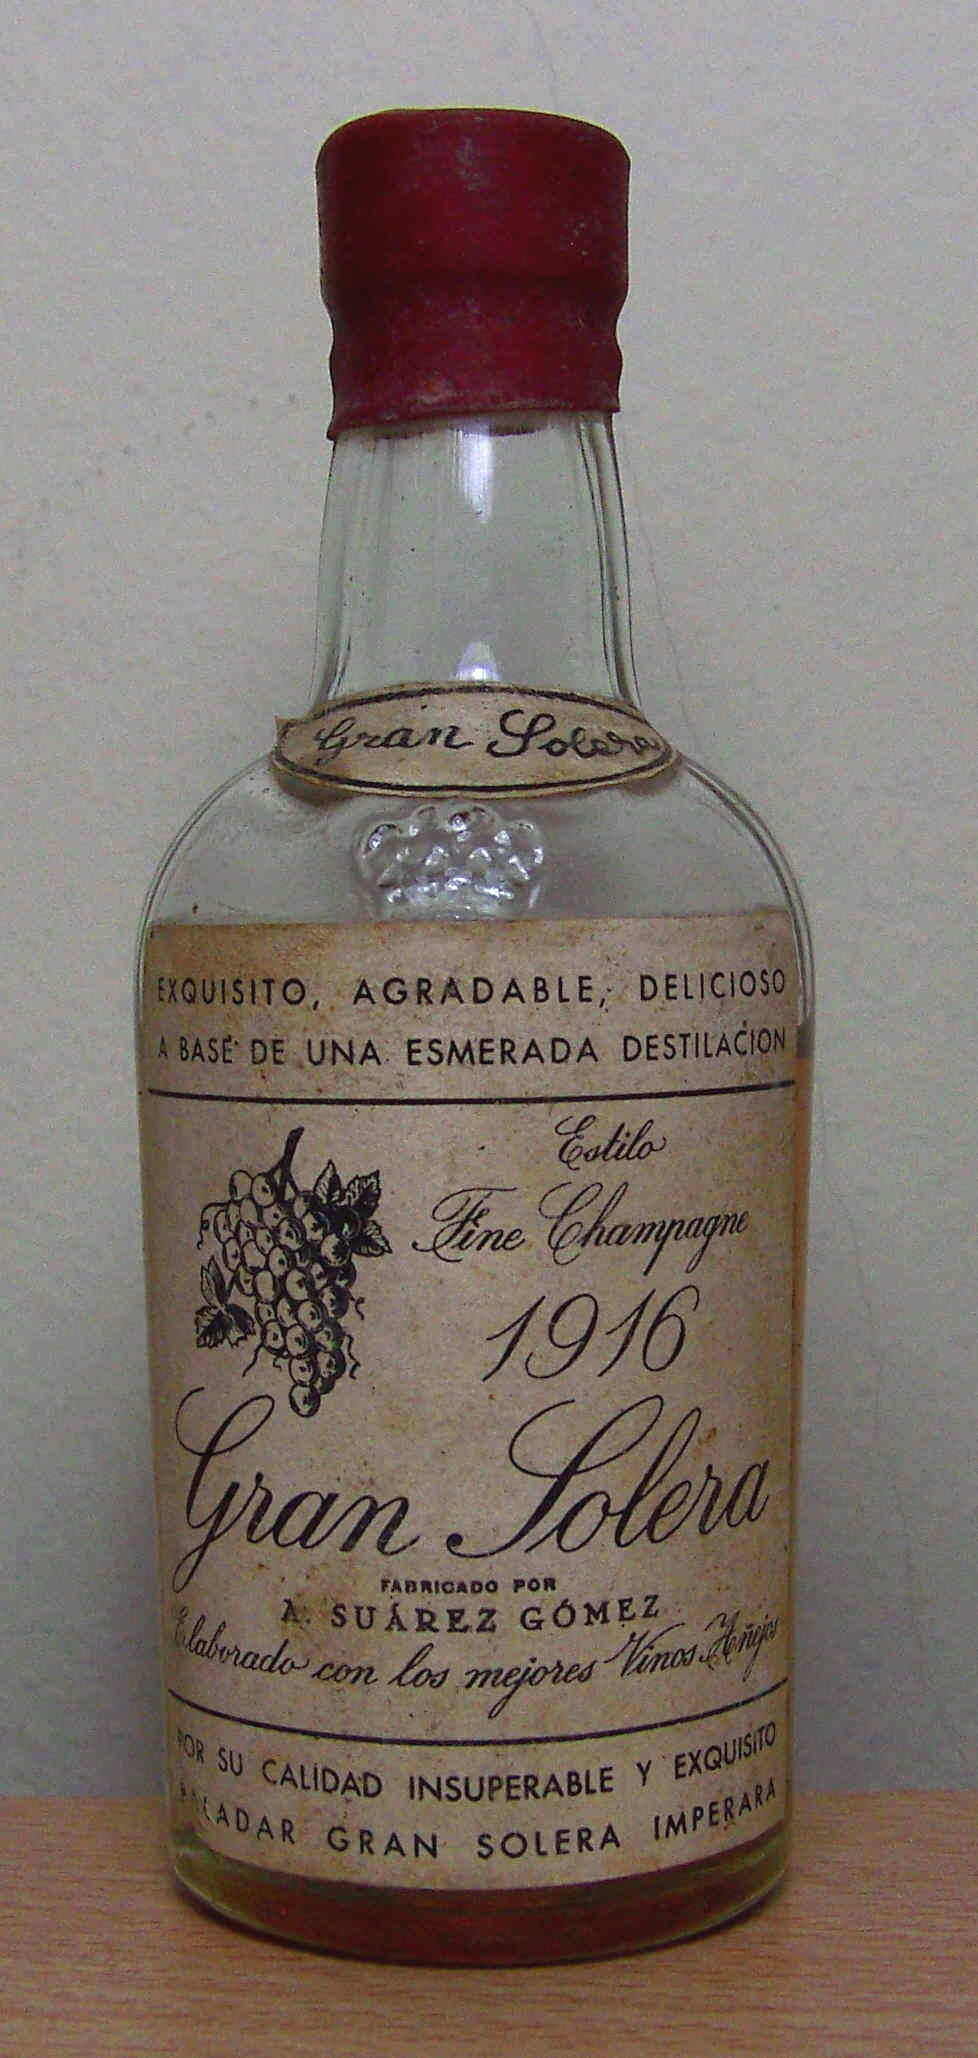 Gran Solera
EXQUISITO, AGRADABLE, DELICIOSO
A BASE DE UNA ESMERADA DESTILACION
Estilo
Fine Champagne
1916
Gran Solera
FABRICADO POR
A. SUÁREZ GÓMEZ
Elaborado con los mejores Vinos Añejos
POR SU CALIDAD INSUPERABLE Y EXQUISITO
PALADAR GRAN SOLERA IMPERARA